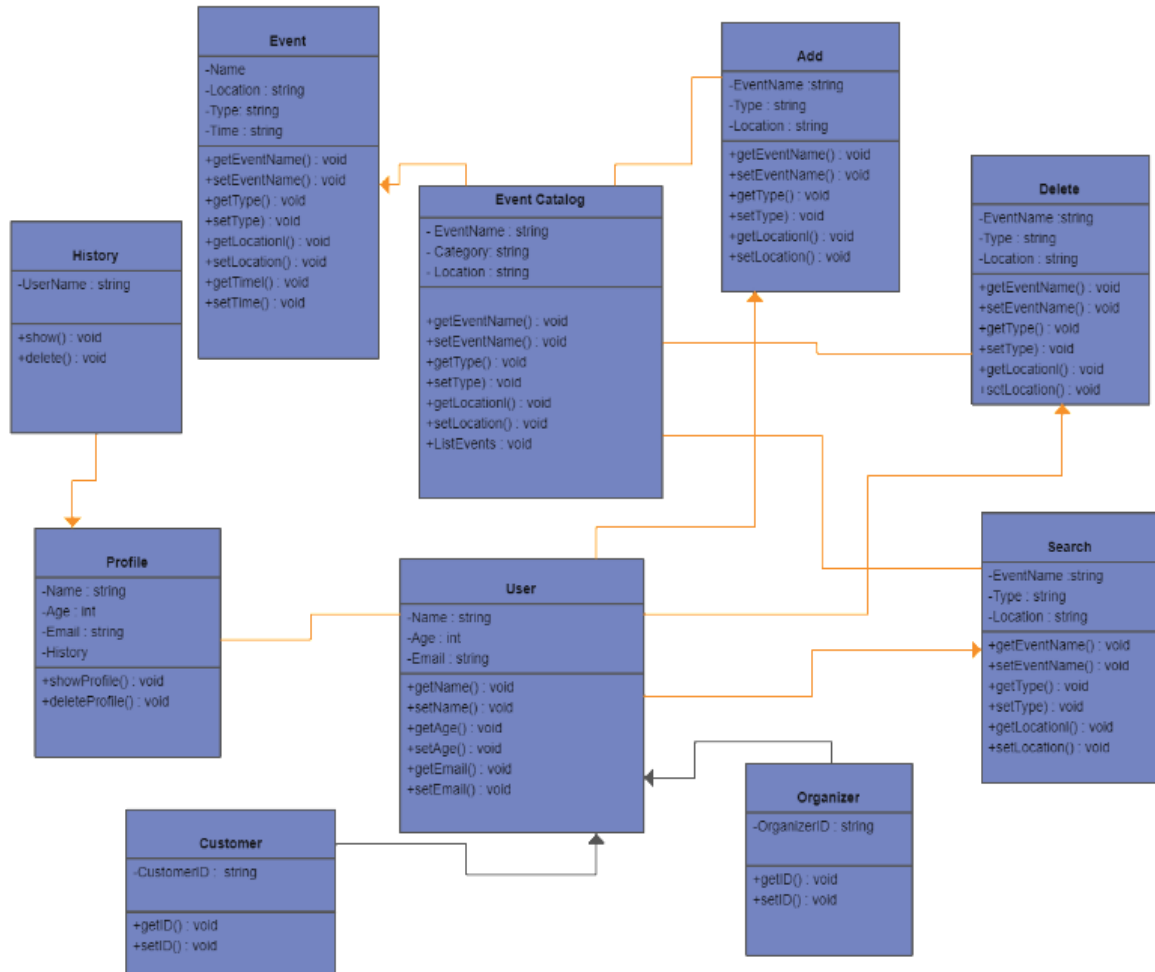 Event
-Name
-Location : string
-Type: string
-Time : string
+getEventName() : void
+setEventName() : void
+getType() : void
+setType) : void
+getLocationl() : void
+setLocation() : void
+getTimel() : void
+setTime() : void
Add
-EventName :string
-Type : string
-Location : string
+getEventName() : void
+setEventName() : void
+getType() : void
+setType) : void
+getLocationl() : void
+setLocation() : void
Delete
-EventName :string
-Type : string
-Location : string
+getEventName() : void
+setEventName() : void
+getType() : void
+setType) : void
+getLocationl() : void
+setLocation() : void
Event Catalog
- EventName : string
- Category: string
- Location : string
+getEventName() : void
+setEventName() : void
+getType() : void
+setType) : void
+getLocationl() : void
+setLocation() : void
+ListEvents : void
History
-UserName : string
+show() : void
+delete() : void
Profile
-Name : string
-Age : int
-Email : string
-History
+showProfile() : void
+deleteProfile() : void
User
-Name : string
-Age : int
-Email : string
+getName() : void
+setName() : void
+getAge() : void
+setAge() : void
+getEmail() : void
+setEmail() : void
Search
-EventName :string
-Type : string
-Location : string
+getEventName() : void
+setEventName() : void
+getType() : void
+setType) : void
+getLocationl() : void
+setLocation() : void
Customer
-CustomerID : string
+getID() : void
+setID() : void
Organizer
-OrganizerID : string
+getID() : void
+setID() : void